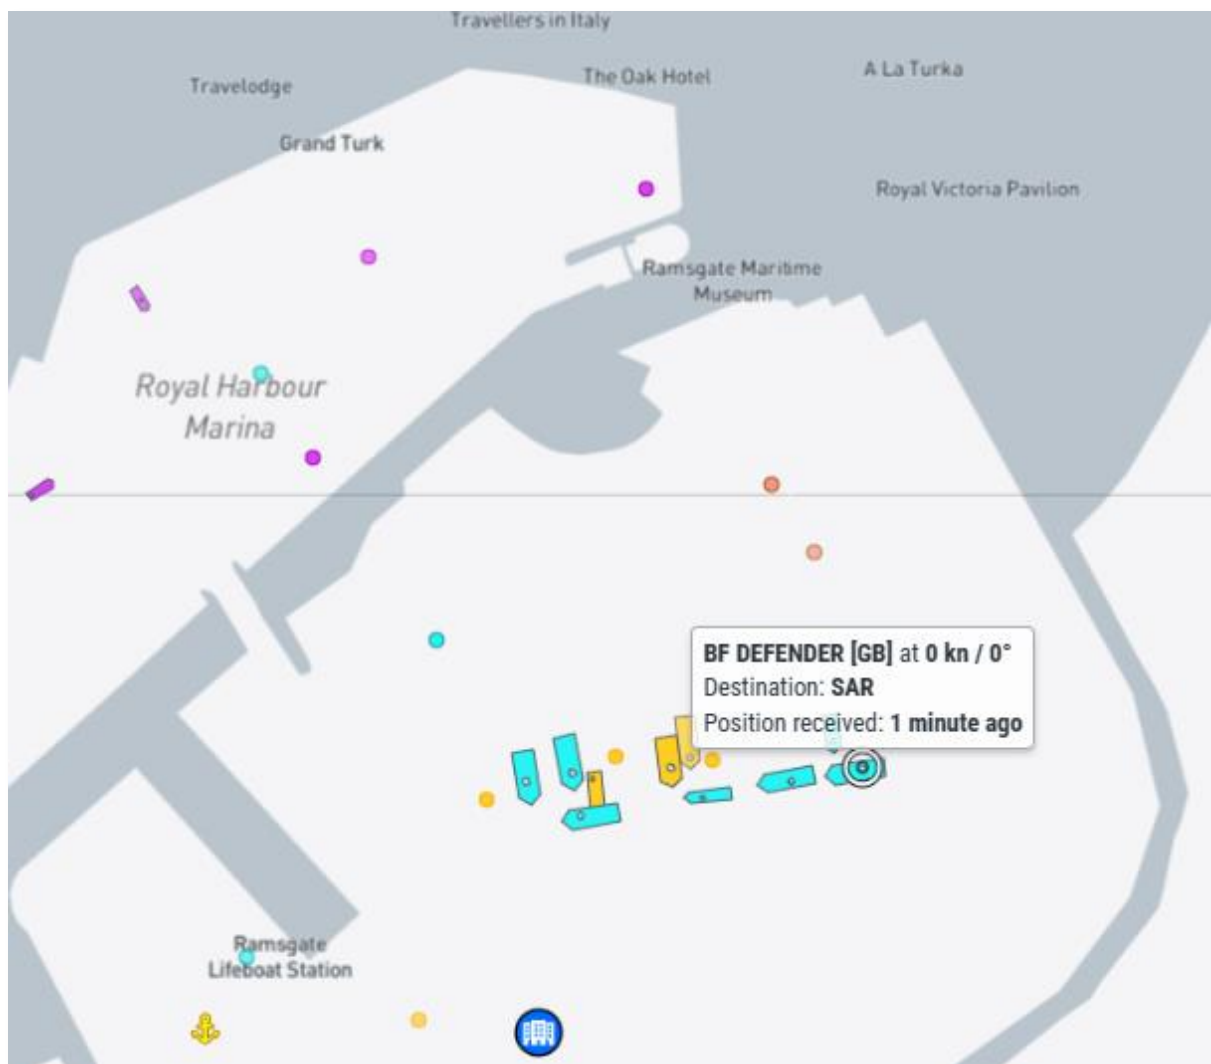 Travellers in Italy
The Oak Hotel
A La Turka
Travelodge
Grand Turk
Royal Victoria Pavilion
Ramsgate Maritime
Museum
Royal Harbour
Marina
BF DEFENDER [GB] at 0 kn / 0°
Destination: SAR
Position received: 1 minute ago
Ramsgate
Lifeboat Station